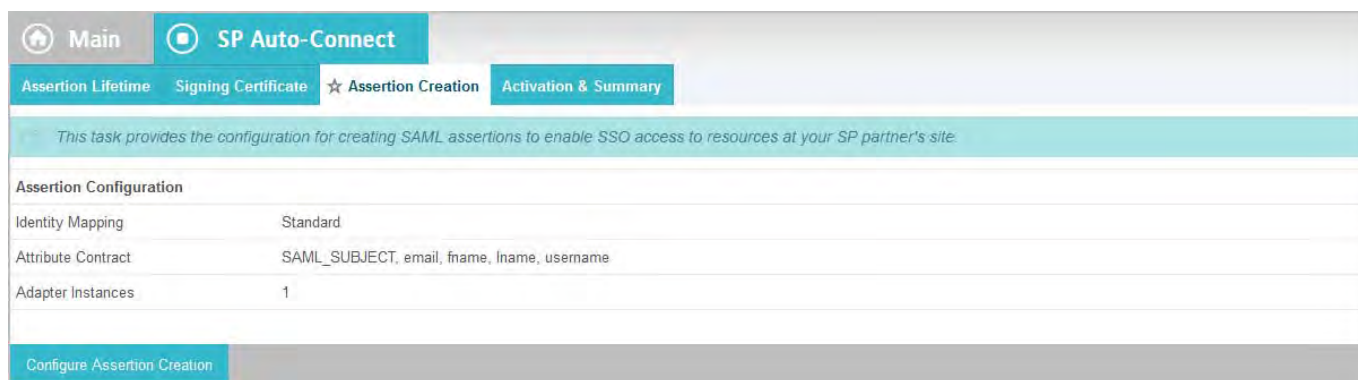 Main SP Auto-Connect
Assertion Lifetime Signing Certificate Assertion Creation Activation & Summary
This task provides the configuration for creating SAML assertions to enable SSO access to resources at your SP partner's site
Assertion Configuration
Identity Mapping Standard
Attribute Contract SAML_SUBJECT, email, fname, lname, username
Adapter Instances 1
Configure Assertion Creation